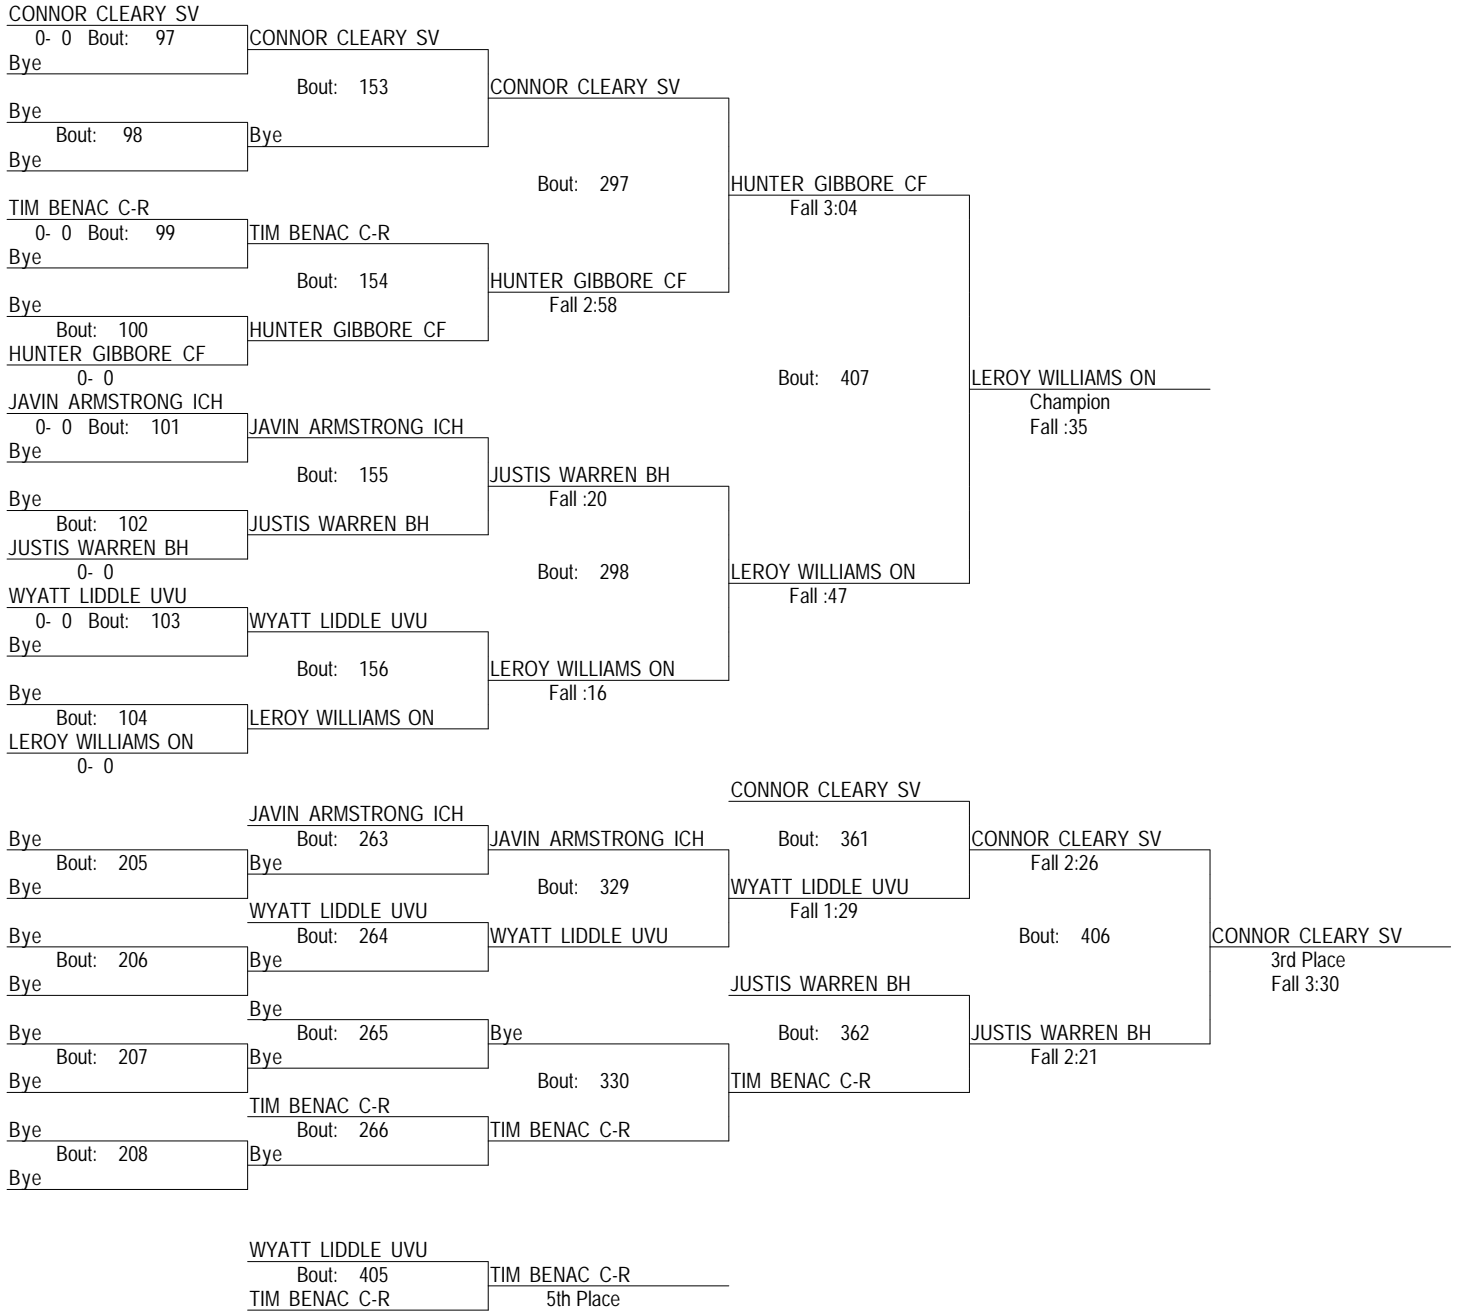 CONNOR CLEARY SV
0- 0 Bout: 97
CONNOR CLEARY SV
Bye
Bout: 153
CONNOR CLEARY SV
Bye
Bout: 98
Bye
Bye
Bout: 297
HUNTER GIBBORE CF
Fall 3:04
TIM BENAC C-R
0- 0 Bout: 99
TIM BENAC C-R
Bye
Bout: 154
HUNTER GIBBORE CF
Fall 2:58
Bye
Bout: 100
HUNTER GIBBORE CF
HUNTER GIBBORE CF
0- 0
Bout: 407
LEROY WILLIAMS ON
Champion
Fall :35
JAVIN ARMSTRONG ICH
0- 0 Bout: 101
JAVIN ARMSTRONG ICH
Bye
Bout: 155
JUSTIS WARREN BH
Fall :20
Bye
Bout: 102
JUSTIS WARREN BH
JUSTIS WARREN BH
0- 0
Bout: 298
LEROY WILLIAMS ON
Fall :47
WYATT LIDDLE UVU
0- 0 Bout: 103
WYATT LIDDLE UVU
Bye
Bout: 156
LEROY WILLIAMS ON
Fall :16
Bye
Bout: 104
LEROY WILLIAMS ON
LEROY WILLIAMS ON
0- 0
CONNOR CLEARY SV
JAVIN ARMSTRONG ICH
Bye
Bout: 263
JAVIN ARMSTRONG ICH
Bout: 361
CONNOR CLEARY SV
Fall 2:26
Bout: 205
Bye
Bye
Bout: 329
WYATT LIDDLE UVU
Fall 1:29
WYATT LIDDLE UVU
Bye
Bout: 264
WYATT LIDDLE UVU
Bout: 406
CONNOR CLEARY SV
3rd Place
Fall 3:30
Bout: 206
Bye
Bye
JUSTIS WARREN BH
Bye
Bye
Bout: 265
Bye
Bout: 362
JUSTIS WARREN BH
Fall 2:21
Bout: 207
Bye
Bye
Bout: 330
TIM BENAC C-R
TIM BENAC C-R
Bye
Bout: 266
TIM BENAC C-R
Bout: 208
Bye
Bye
WYATT LIDDLE UVU
Bout: 405
TIM BENAC C-R
TIM BENAC C-R
5th Place